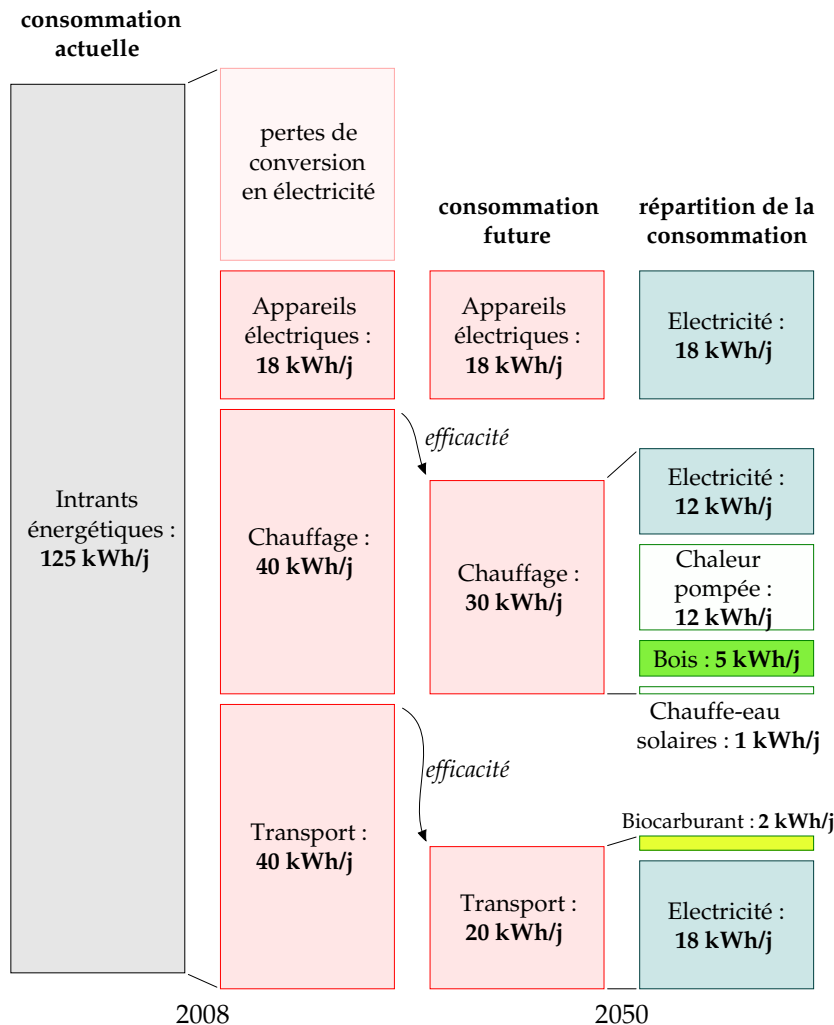 consommation
actuelle
Intrants
énergétiques :
125 kWh/j
pertes de
conversion
en électricité
Appareils
électriques :
18 kWh/j
Chauffage :
40 kWh/j
Transport :
40 kWh/j
2008
efficacité
efficacité
consommation
future
Appareils
électriques :
18 kWh/j
Chauffage :
30 kWh/j
Transport :
20 kWh/j
répartition de la
consommation
Electricité :
18 kWh/j
Electricité :
12 kWh/j
Chaleur
pompée :
12 kWh/j
Bois : 5 kWh/j
Chauffe-eau
solaires : 1 kWh/j
Biocarburant : 2 kWh/j
Electricité :
18 kWh/j
2050